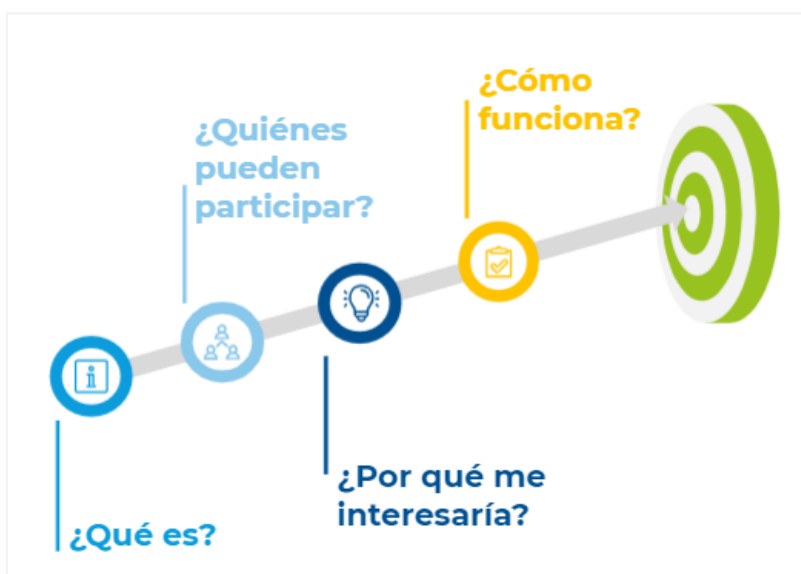 ¿Cómo
funciona?
¿Quiénes
pueden
participar?
¿Por qué me
interesaría?
¿Qué es?